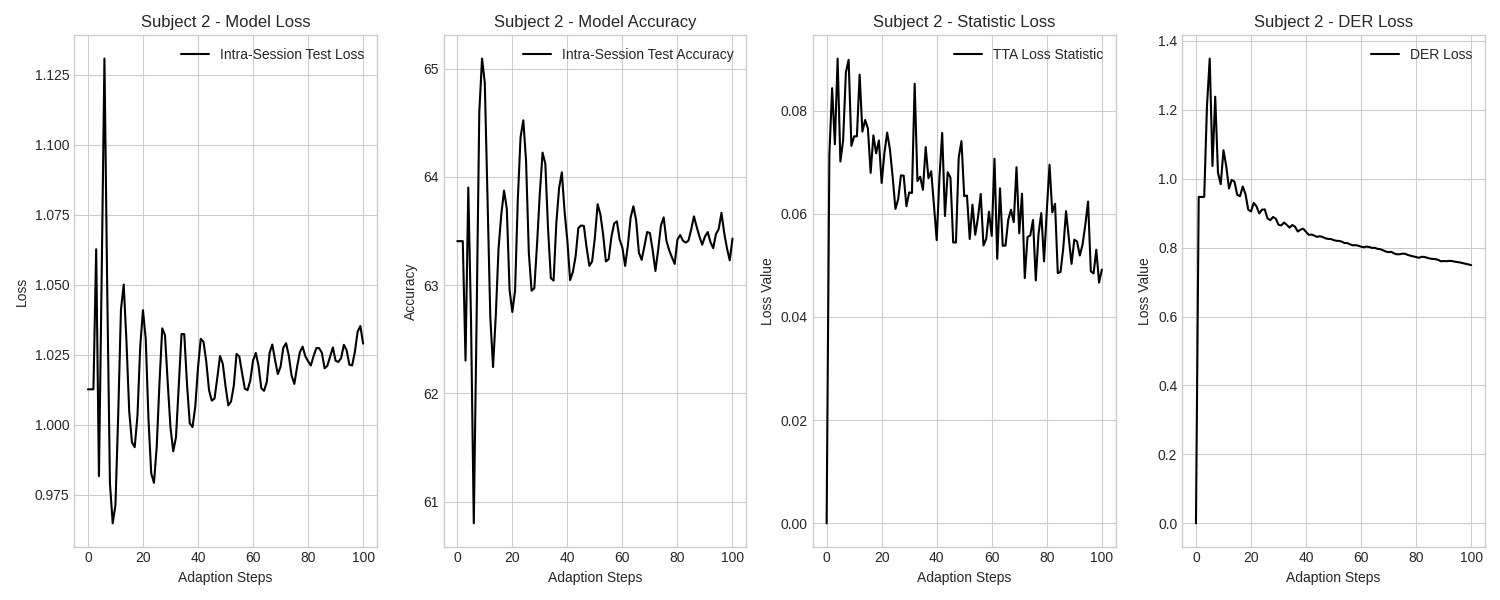 Subject 2 - Model Loss
Intra-Session Test Loss
1.125
1.100
1.075
1.050
1.025
1.000
0.975
Loss
0 20 40 60 80 100
Adaption Steps
Subject 2 - Model Accuracy
Intra-Session Test Accuracy
65
64
63
62
61
Accuracy
0 20 40 60 80 100
Adaption Steps
Subject 2 - Statistic Loss
TTA Loss Statistic
0.08
0.06
0.04
0.02
0.00
Loss Value
0 20 40 60 80 100
Adaption Steps
Subject 2 - DER Loss
DER Loss
1.4
1.2
1.0
0.8
0.6
0.4
0.2
0.0
Loss Value
0 20 40 60 80 100
Adaption Steps